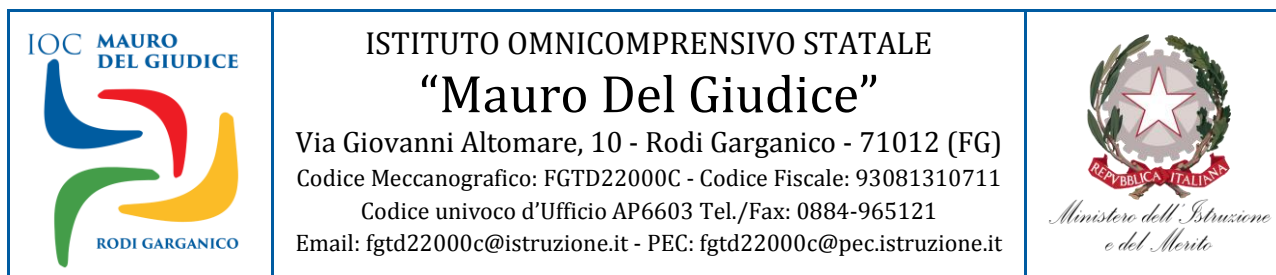 IOC MAURO
DEL GIUDICE
RODI GARGANICO
ISTITUTO OMNICOMPRENSIVO STATALE
“Mauro Del Giudice”
Via Giovanni Altomare, 10 - Rodi Garganico - 71012 (FG)
Codice Meccanografico: FGTD22000C - Codice Fiscale: 93081310711
Codice univoco d’Ufficio AP6603 Tel./Fax: 0884-965121
Email: fgtd22000c@istruzione.it - PEC: fgtd22000c@pec.istruzione.it
REPVBBLICA ITALIANA
Ministero dell'Istruzione
e del Merito